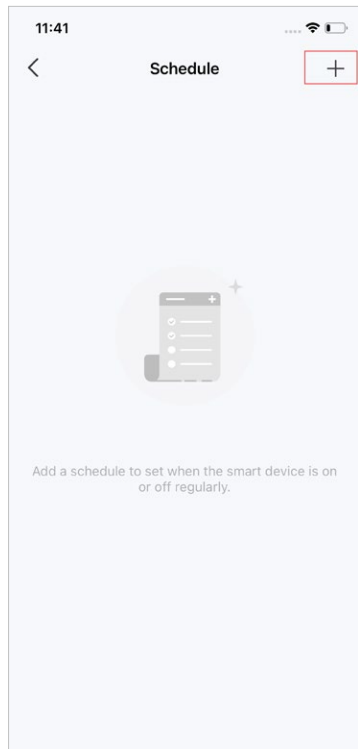 11:41
Schedule
Add a schedule to set when the smart device is on
or off regularly.